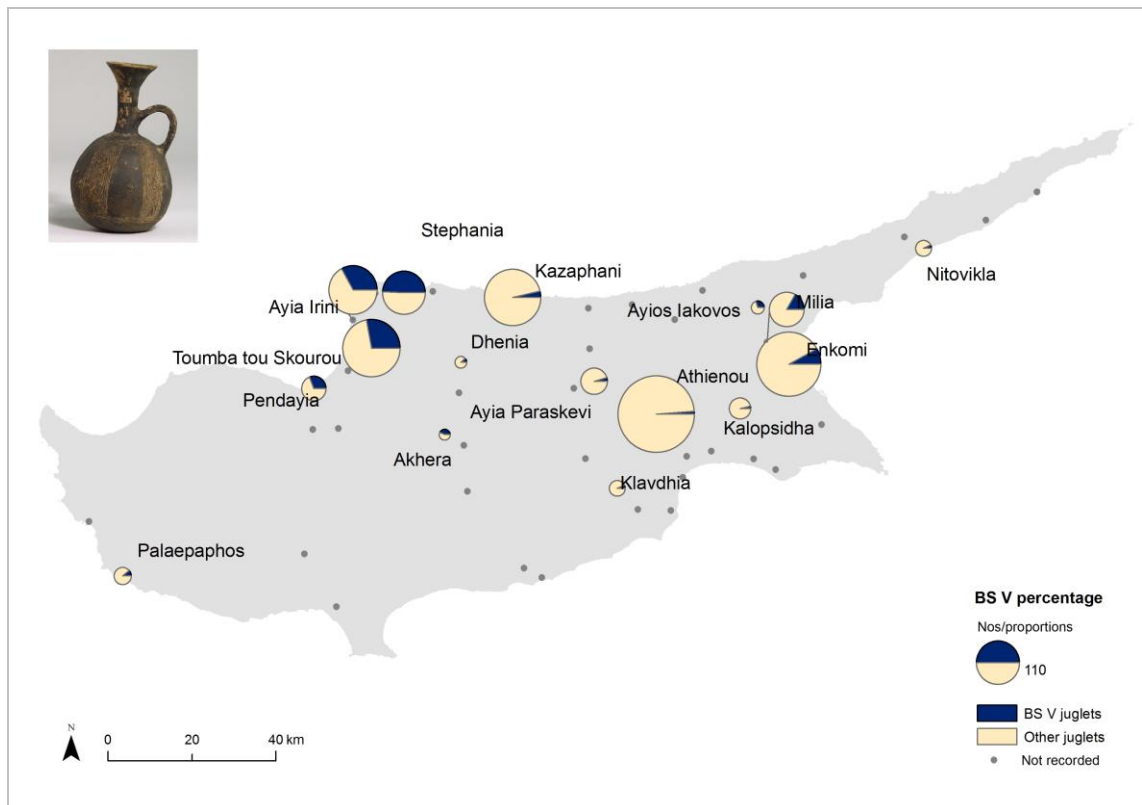 Stephania
Kazaphani
Nitovikla
Ayia Irini
Ayios Iakovos
Milia
Dhenia
Enkomi
Toumba tou Skourou
Athienou
Pendayia
Ayia Paraskevi
Kalopsidha
Akhera
Klavdhia
Palaepaphos
BS V percentage
Nos/proportions
110
BS V juglets
Other juglets
Not recorded
N
0 20 40 km